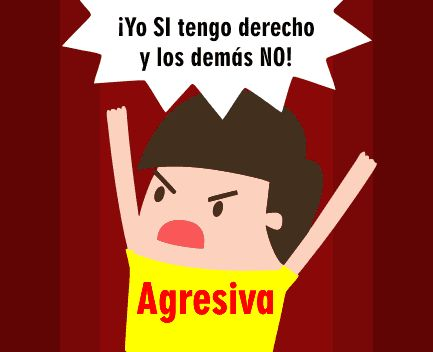 ¡Yo SI tengo derecho
y los demás NO!
Agresiva